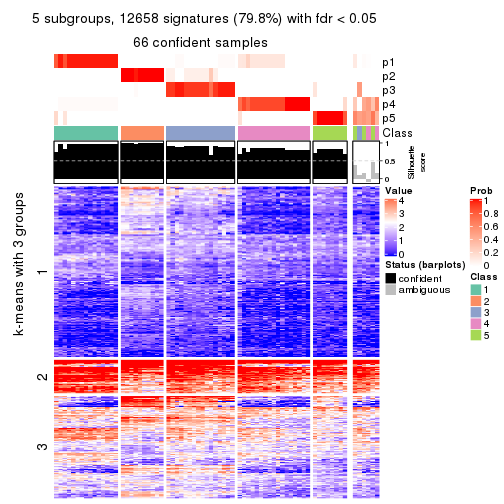 5 subgroups, 12658 signatures (79.8%) with fdr < 0.05
66 confident samples
p1
p2
p3
p4
p5
Class
1
0.5
0
Silhouette
score
k-means with 3 groups
1
2
3
Value
4
3
2
1
0
Status (barplots)
confident
ambiguous
Prob
1
0.8
0.6
0.4
0.2
0
Class
1
2
3
4
5